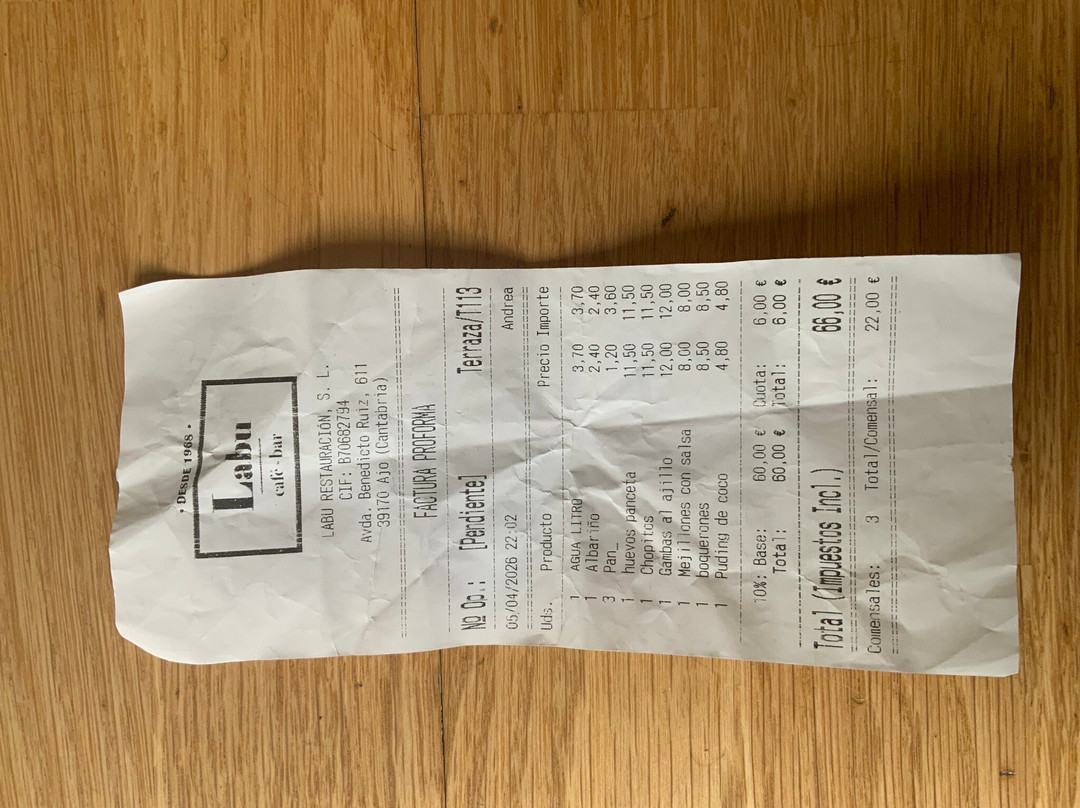 • DESDE 1968 •
Labu
café-bar
LABU RESTAURACIÓN, S. L.
CIF: B70682794
Avda. Benedicto Ruiz, 611
39170 Ajo (Cantabria)
FACTURA PROFORMA
Nº Op.: [Pendiente] Terraza/T113
05/04/2026 22:02 Andrea
Uds. Producto Precio Importe
1 AGUA LITRO 3,70 3,70
1 Albariño 2,40 2,40
3 Pan_ 1,20 3,60
1 huevos panceta 11,50 11,50
1 Chopitos 11,50 11,50
1 Gambas al ajillo 12,00 12,00
1 Mejillones con salsa 8,00 8,00
1 boquerones 8,50 8,50
1 Puding de coco 4,80 4,80
10%: Base: 60,00 € Cuota: 6,00 €
Total: 60,00 € Total: 6,00 €
Total (Impuestos Incl.) 66,00 €
Comensales: 3 Total/Comensal: 22,00 €